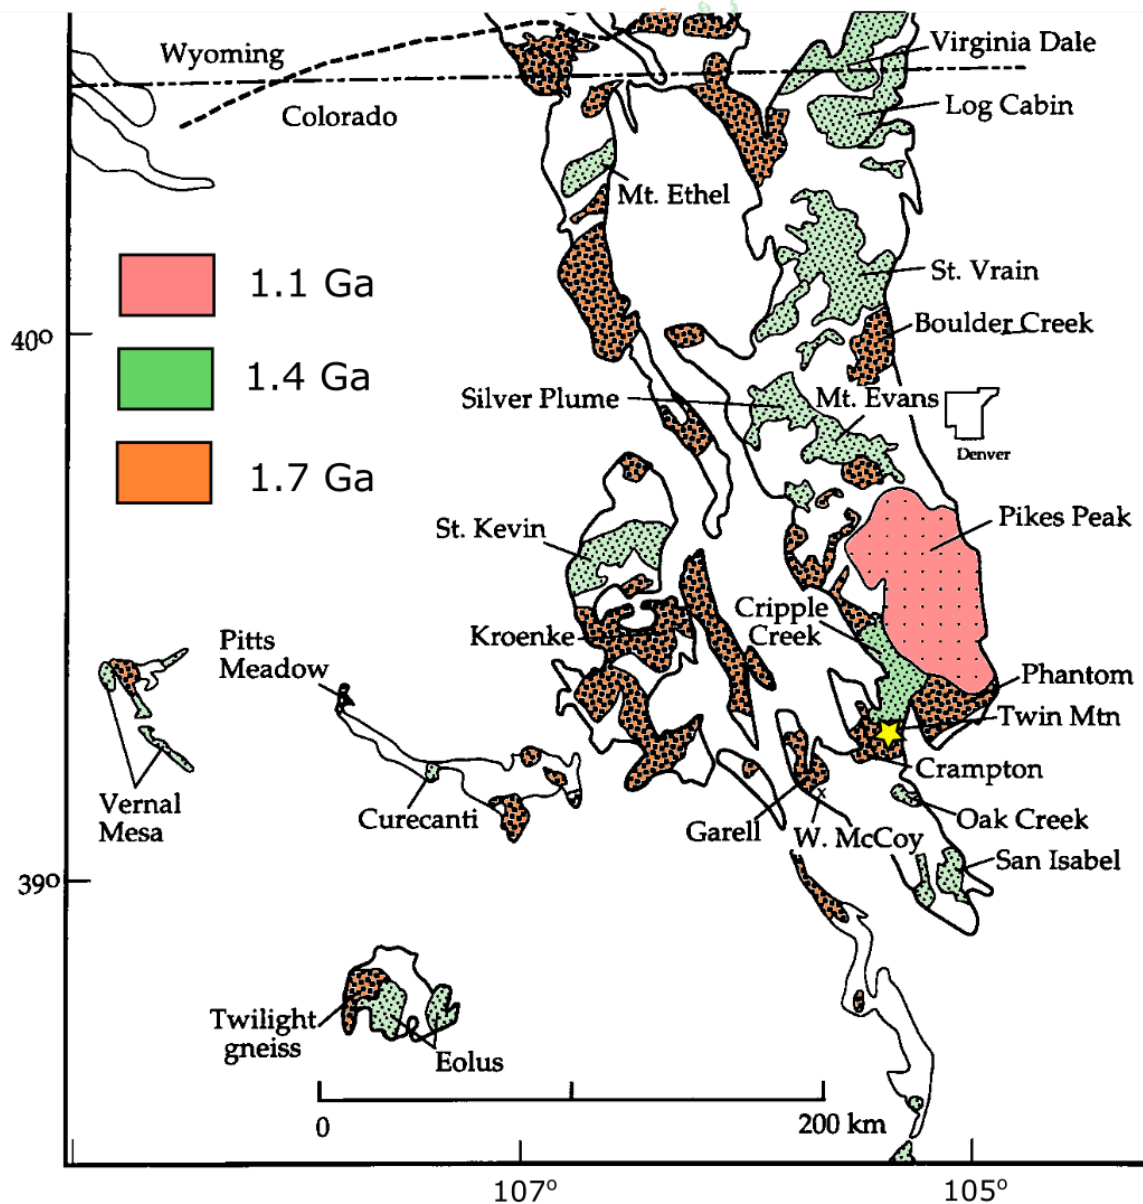 Wyoming
Colorado
Virginia Dale
Log Cabin
Mt. Ethel
1.1 Ga
St. Vrain
40°
Boulder Creek
1.4 Ga
Silver Plume
Mt. Evans
Denver
1.7 Ga
St. Kevin
Pikes Peak
Cripple
Creek
Kroenke
Pitts
Meadow
Phantom
Twin Mtn
Crampton
Vernal
Mesa
Curecanti
Garell
x
W. McCoy
Oak Creek
San Isabel
39°
Twilight
gneiss
Eolus
0
200 km
107°
105°